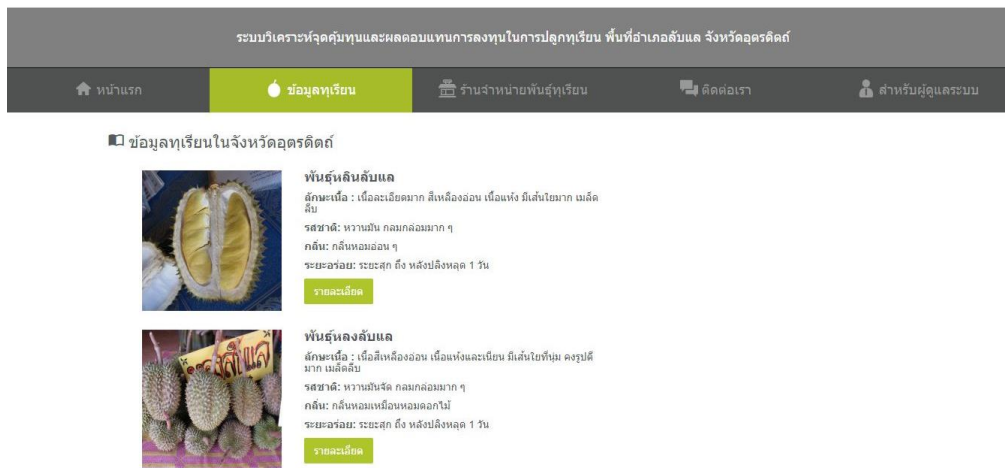 ระบบวิเคราะห์จุดคุ้มทุนและผลตอบแทนการลงทุนในการปลูกทุเรียน พื้นที่อำเภอลับแล จังหวัดอุตรดิตถ์
หน้าแรก ข้อมูลทุเรียน ร้านจำหน่ายพันธุ์ทุเรียน ติดต่อเรา สำหรับผู้ดูแลระบบ
ข้อมูลทุเรียนในจังหวัดอุตรดิตถ์
พันธุ์หลินลับแล
ลักษะเนื้อ : เนื้อละเอียดมาก สีเหลืองอ่อน เนื้อแห้ง มีเส้นใยมาก เมล็ด
ลีบ
รสชาติ: หวานมัน กลมกล่อมมาก ๆ
กลิ่น: กลิ่นหอมอ่อน ๆ
ระยะอร่อย: ระยะสุก ถึง หลังปลิงหลุด 1 วัน
รายละเอียด
พันธุ์หลงลับแล
ลักษะเนื้อ : เนื้อสีเหลืองอ่อน เนื้อแห้งและเนียน มีเส้นใยที่นุ่ม คงรูปดี
มาก เมล็ดลีบ
รสชาติ: หวานมันจัด กลมกล่อมมาก ๆ
กลิ่น: กลิ่นหอมเหมือนหอมดอกไม้
ระยะอร่อย: ระยะสุก ถึง หลังปลิงหลุด 1 วัน
รายละเอียด